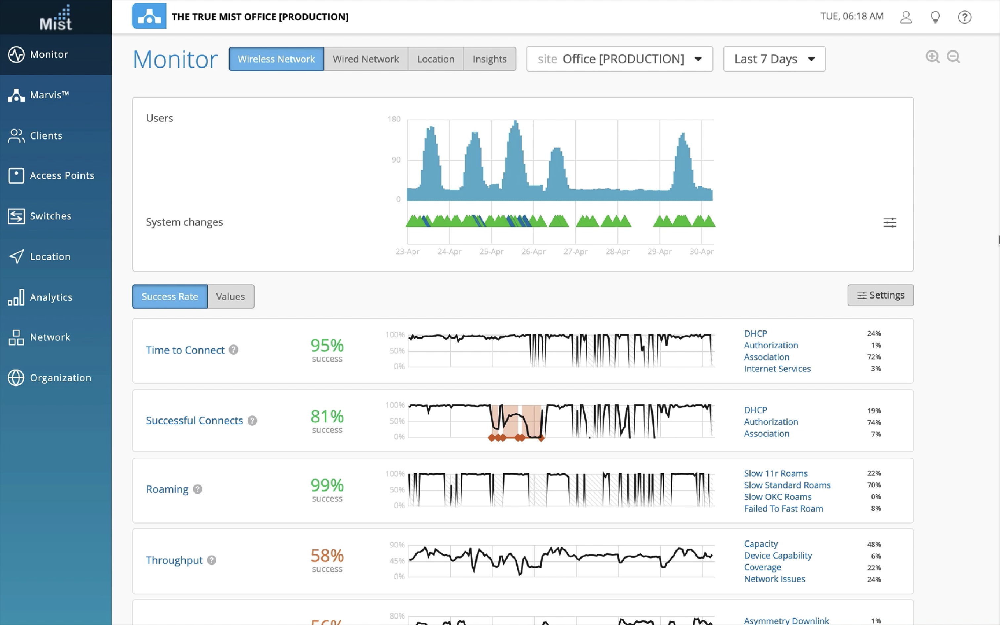 Mist
THE TRUE MIST OFFICE [PRODUCTION]
TUE, 06:18 AM
?
Monitor
Marvis™
Clients
Access Points
Switches
Location
Analytics
Network
Organization
Monitor
Wireless Network
Wired Network
Location
Insights
site Office [PRODUCTION]
Last 7 Days
Users
180
90
0
System changes
23-Apr 24-Apr 25-Apr 26-Apr 27-Apr 28-Apr 29-Apr 30-Apr
Success Rate
Values
Settings
Time to Connect ?
95%
success
100%
50%
0%
DHCP 24%
Authorization 1%
Association 72%
Internet Services 3%
Successful Connects ?
81%
success
100%
50%
0%
DHCP 19%
Authorization 74%
Association 7%
Roaming ?
99%
success
100%
50%
0%
Slow 11r Roams 22%
Slow Standard Roams 70%
Slow OKC Roams 0%
Failed To Fast Roam 8%
Throughput ?
58%
success
90%
45%
0%
Capacity 48%
Device Capability 6%
Coverage 22%
Network Issues 24%
80%
Asymmetry Downlink 1%